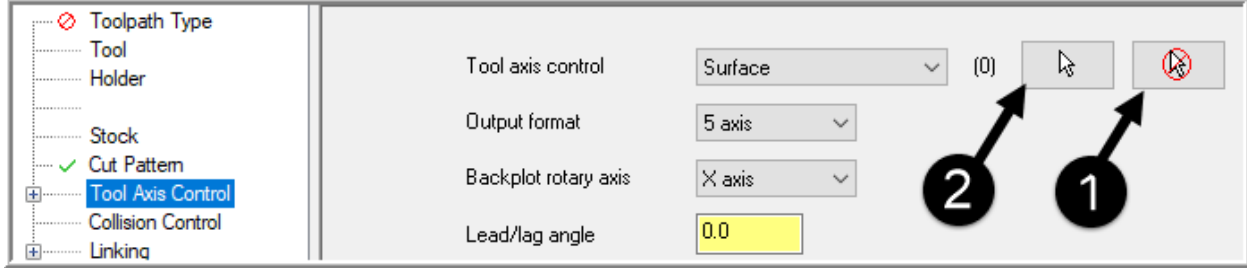 Toolpath Type
Tool
Holder
Stock
Cut Pattern
Tool Axis Control
Collision Control
Linking
Tool axis control Surface (0)
Output format 5 axis
Backplot rotary axis X axis
Lead/lag angle 0.0
2 1